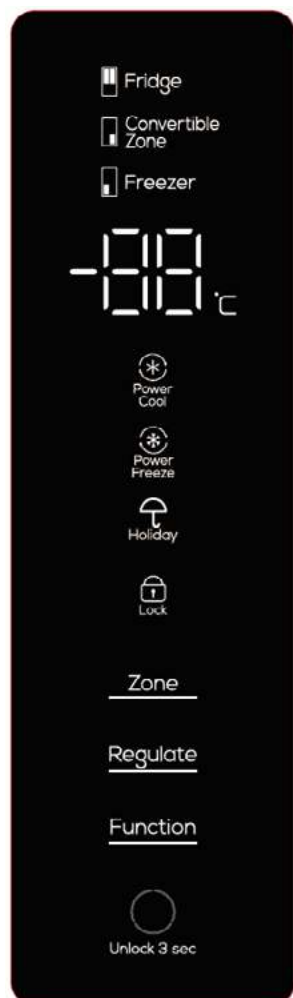 Fridge
Convertible
Zone
Freezer
-88 °C
Power
Cool
Power
Freeze
Holiday
Lock
Zone
Regulate
Function
Unlock 3 sec